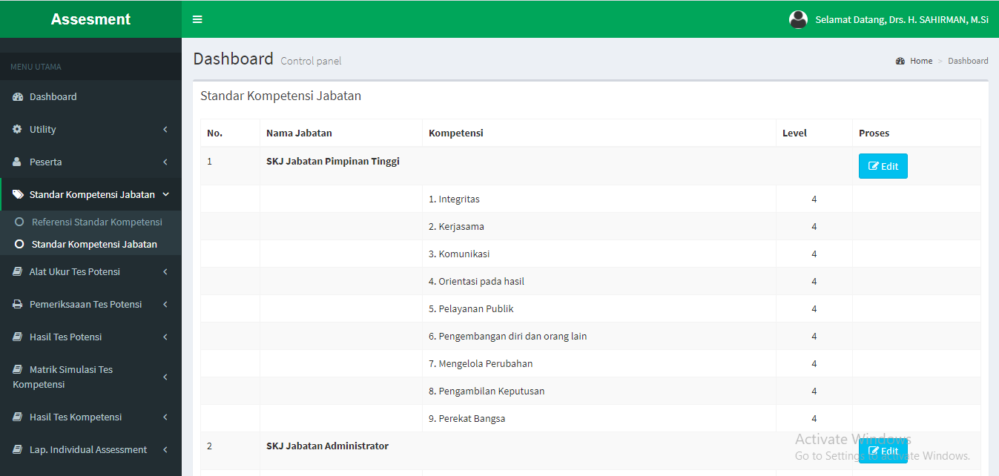 Assesment
Selamat Datang, Drs. H. SAHIRMAN, M.Si
MENU UTAMA
Dashboard
Utility
Peserta
Standar Kompetensi Jabatan
Referensi Standar Kompetensi
Standar Kompetensi Jabatan
Alat Ukur Tes Potensi
Pemeriksaaan Tes Potensi
Hasil Tes Potensi
Matrik Simulasi Tes
Kompetensi
Hasil Tes Kompetensi
Lap. Individual Assessment
Dashboard Control panel
Home > Dashboard
Standar Kompetensi Jabatan
No. Nama Jabatan Kompetensi Level Proses
1 SKJ Jabatan Pimpinan Tinggi Edit
1. Integritas 4
2. Kerjasama 4
3. Komunikasi 4
4. Orientasi pada hasil 4
5. Pelayanan Publik 4
6. Pengembangan diri dan orang lain 4
7. Mengelola Perubahan 4
8. Pengambilan Keputusan 4
9. Perekat Bangsa 4
2 SKJ Jabatan Administrator Edit
Activate Windows
Go to Settings to activate Windows.